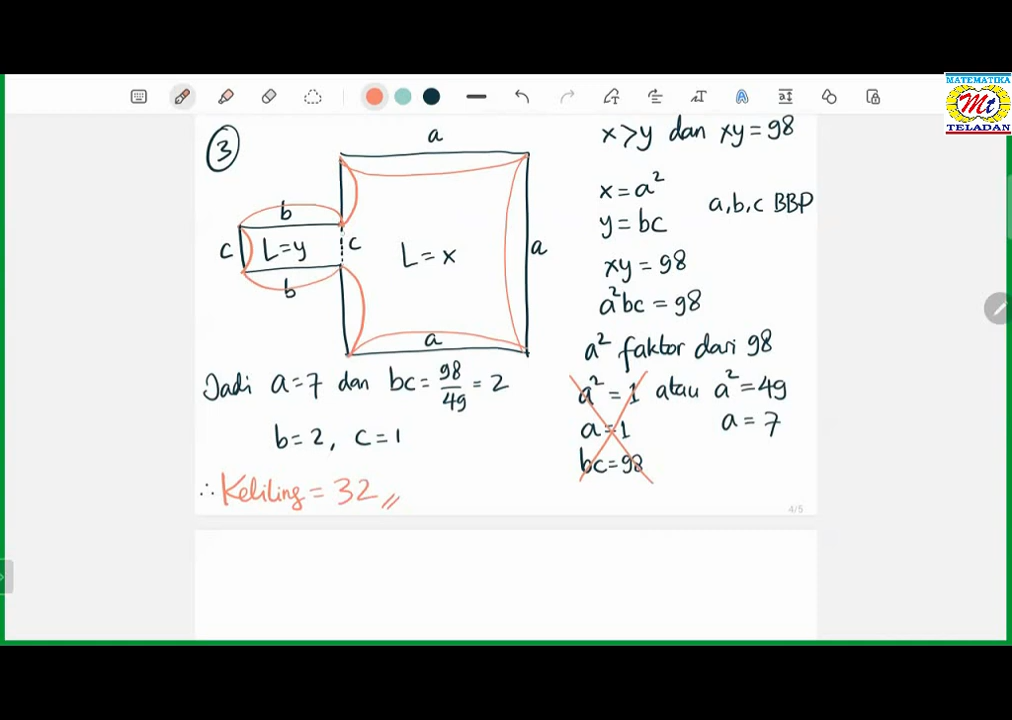 MATEMATIKA
Mt
TELADAN
③
a
b
c
L=y
b
c
L=x
a
a
x>y dan xy=98
x=a²
y=bc
a,b,c BBP
xy=98
a²bc=98
a² faktor dari 98
a²=1 atau a²=49
a=1
a=7
bc=98
Jadi a=7 dan bc=98/49=2
b=2, c=1
∴ Keliling = 32 //
4/5